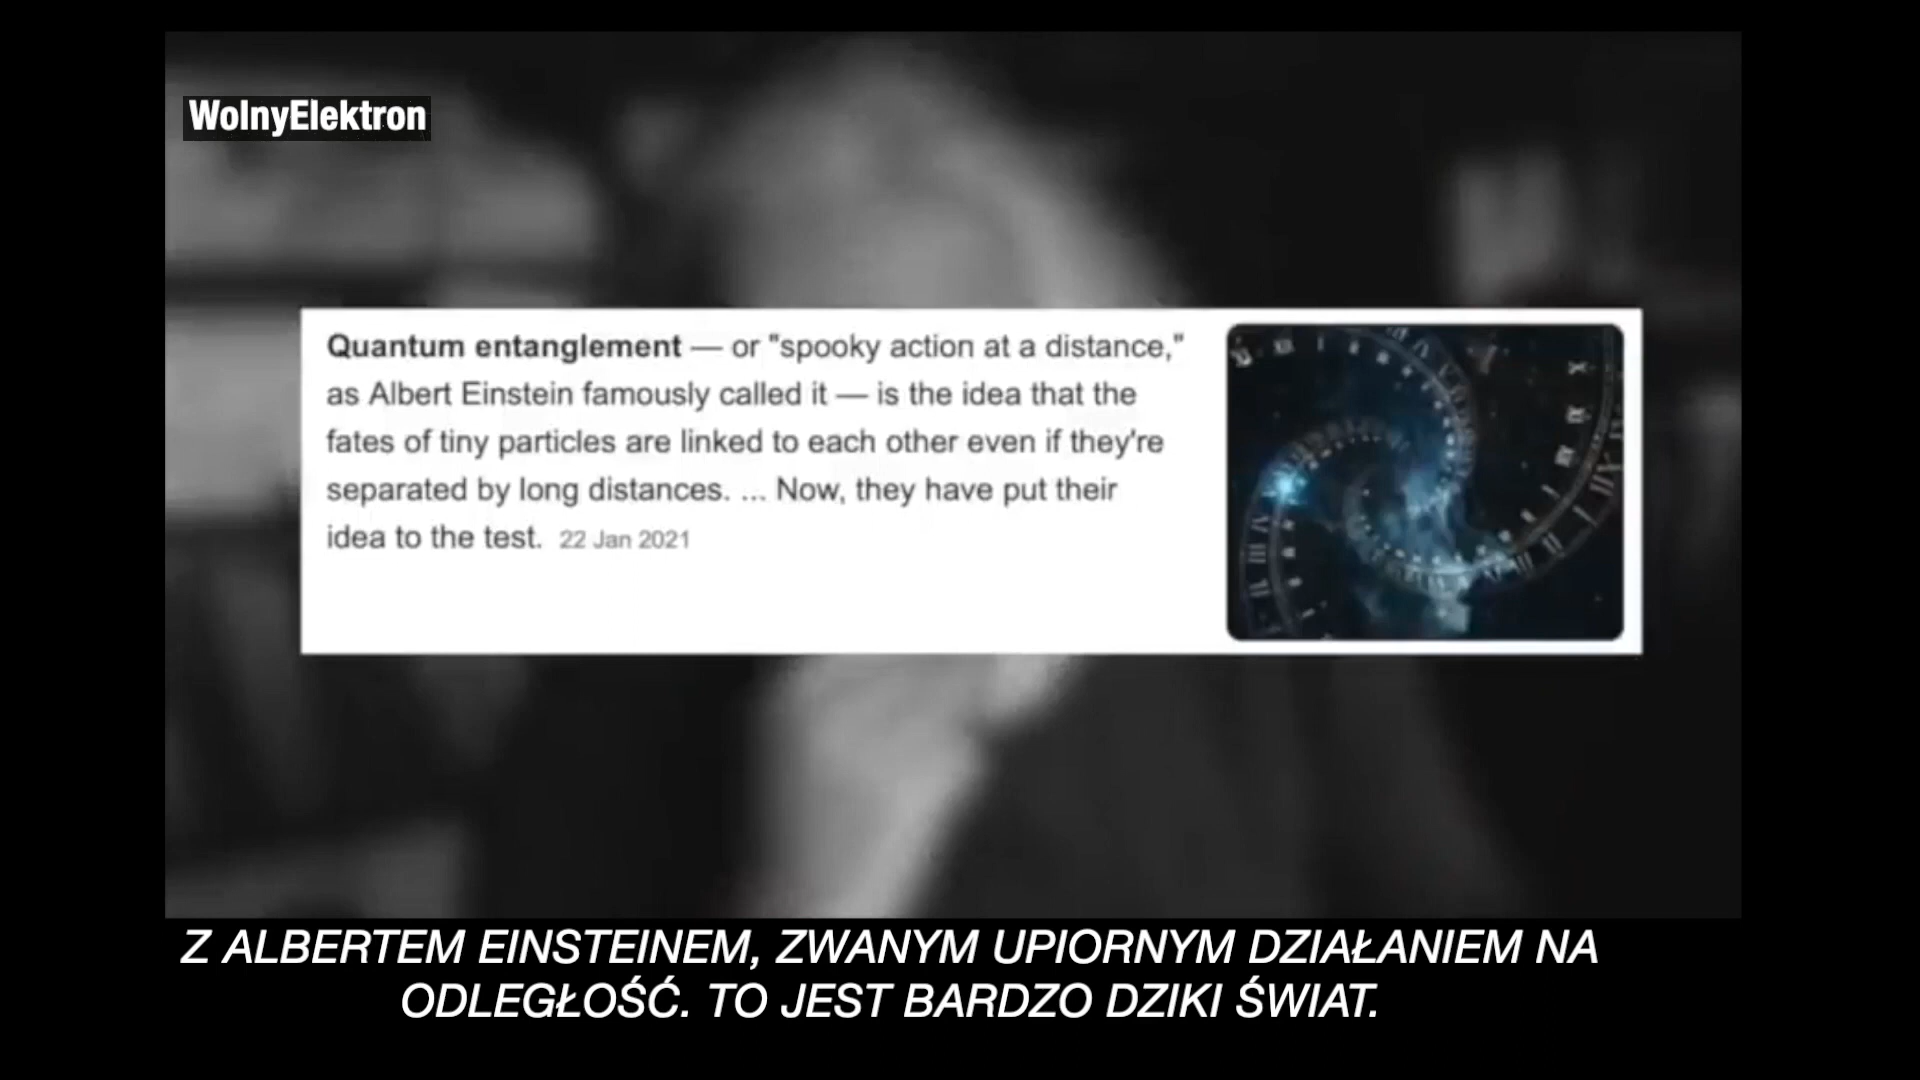 WolnyElektron
Quantum entanglement — or "spooky action at a distance,"
as Albert Einstein famously called it — is the idea that the
fates of tiny particles are linked to each other even if they're
separated by long distances. ... Now, they have put their
idea to the test. 22 Jan 2021
Z ALBERTEM EINSTEINEM, ZWANYM UPIORNYM DZIAŁANIEM NA
ODLEGŁOŚĆ. TO JEST BARDZO DZIKI ŚWIAT.